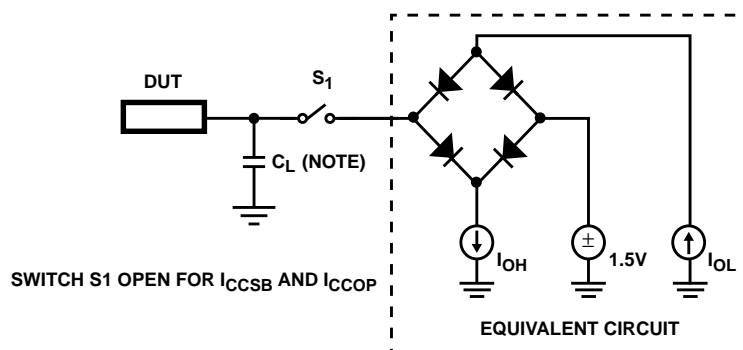 DUT
S1
CL (NOTE)
IOH
±
1.5V
IOL
SWITCH S1 OPEN FOR ICCSB AND ICCOP
EQUIVALENT CIRCUIT